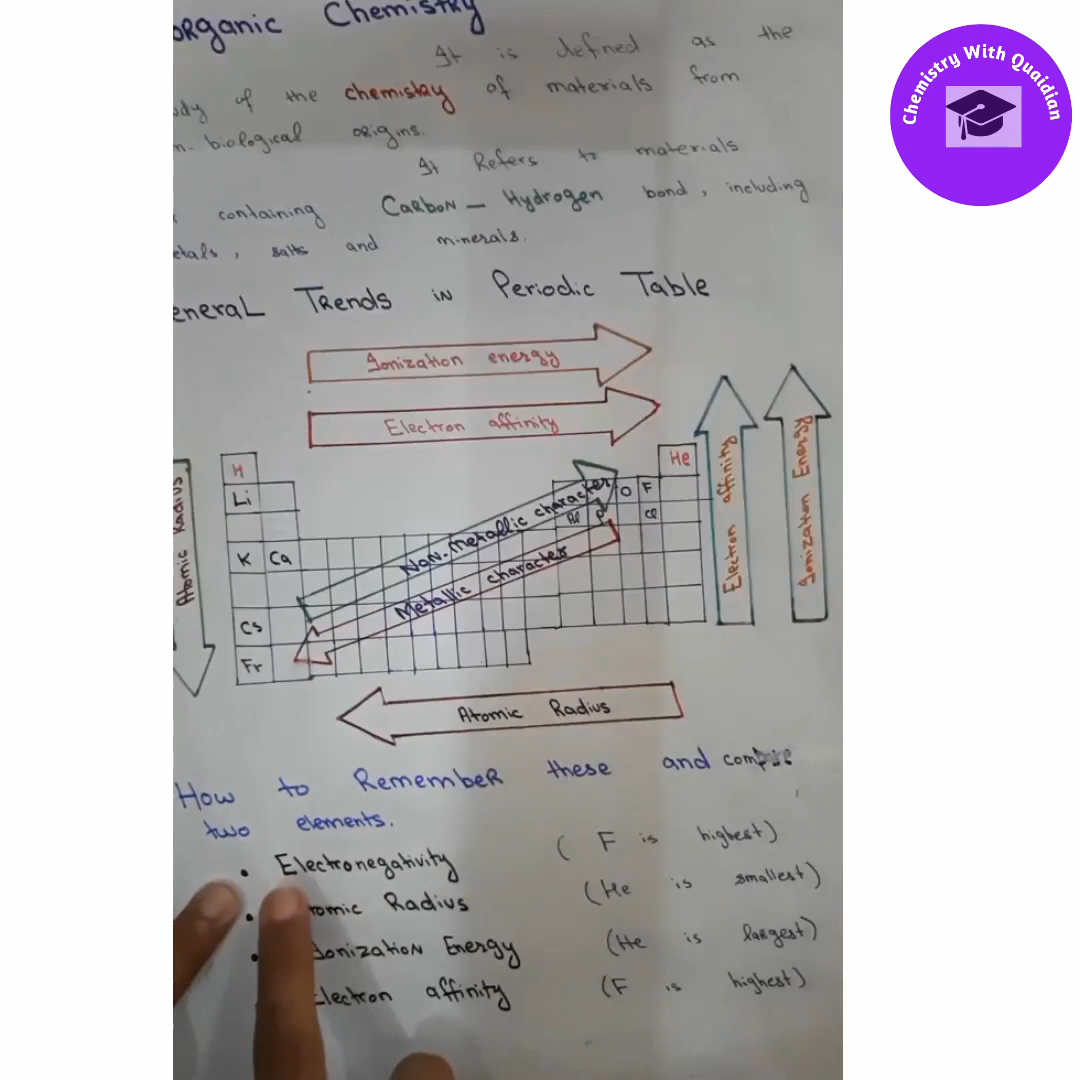 organic Chemistry
It is defined as the
udy of the chemistry of materials from
n. biological origins.
It Refers to materials
containing Carbon - Hydrogen bond, including
etals, salts and minerals.
eneral Trends in Periodic Table
Ionization energy
Electron affinity
H
He
Li
O F
Al P Cl
K Ca
Cs
Fr
Non-metallic character
Metallic character
Atomic Radius
Electron affinity
Ionization Energy
Atomic Radius
How to Remember these and compare
two elements.
• Electronegativity (F is highest)
• tomic Radius (He is smallest)
• Ionization Energy (He is largest)
Electron affinity (F is highest)
Chemistry With Quaidian